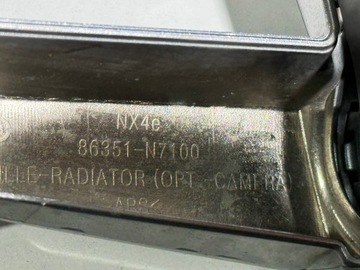 NX4e
86351-N7100
ILLE-RADIATOR (OPT - CAMERA)